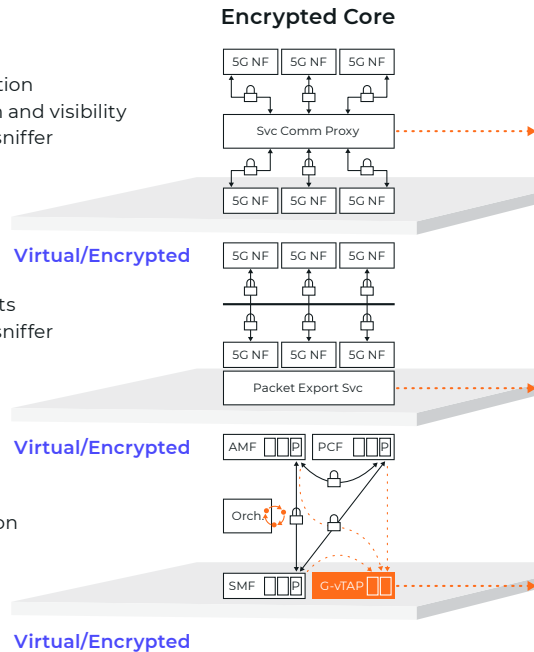 Encrypted Core
5G NF 5G NF 5G NF
tion
and visibility
sniffer
Svc Comm Proxy
5G NF 5G NF 5G NF
Virtual/Encrypted
5G NF 5G NF 5G NF
ts
sniffer
5G NF 5G NF 5G NF
Packet Export Svc
Virtual/Encrypted
AMF P PCF P
Orch.
on
SMF P G-vTAP
Virtual/Encrypted